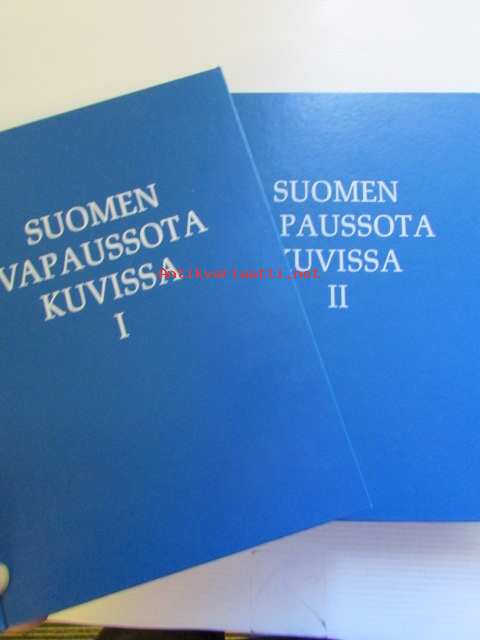 SUOMEN
VAPAUSSOTA
KUVISSA
I
SUOMEN
PAUSSOTA
KUVISSA
II
Antikvariaatti.net